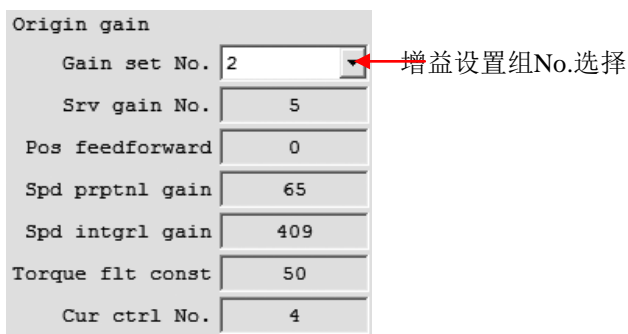 Origin gain
Gain set No. 2 增益设置组No.选择
Srv gain No. 5
Pos feedforward 0
Spd prptnl gain 65
Spd intgrl gain 409
Torque flt const 50
Cur ctrl No. 4